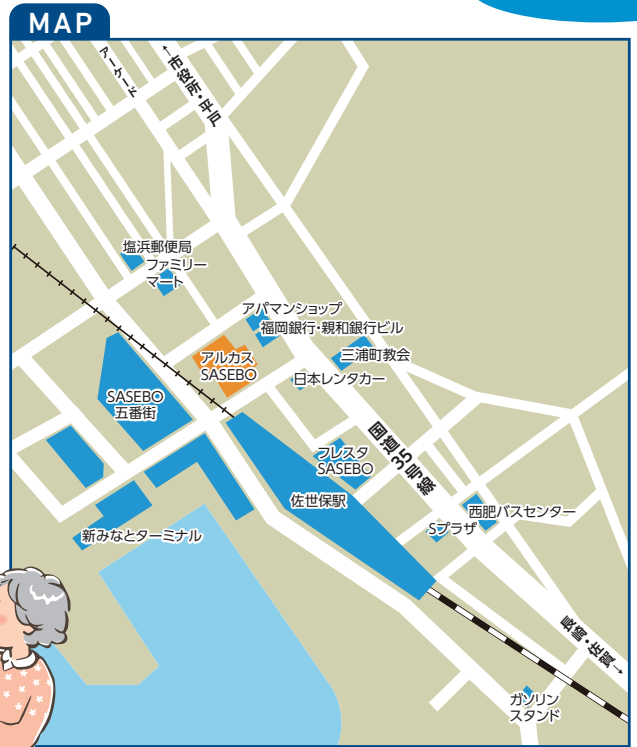 MAP
アーケード
←市役所・平戸
塩浜郵便局
ファミリー
マート
アパマンショップ
福岡銀行・親和銀行ビル
アルカス
SASEBO
三浦町教会
日本レンタカー
SASEBO
五番街
国道35号線
フレスタ
SASEBO
佐世保駅
西肥バスセンター
Sプラザ
新みなとターミナル
長崎・佐賀→
ガソリン
スタンド